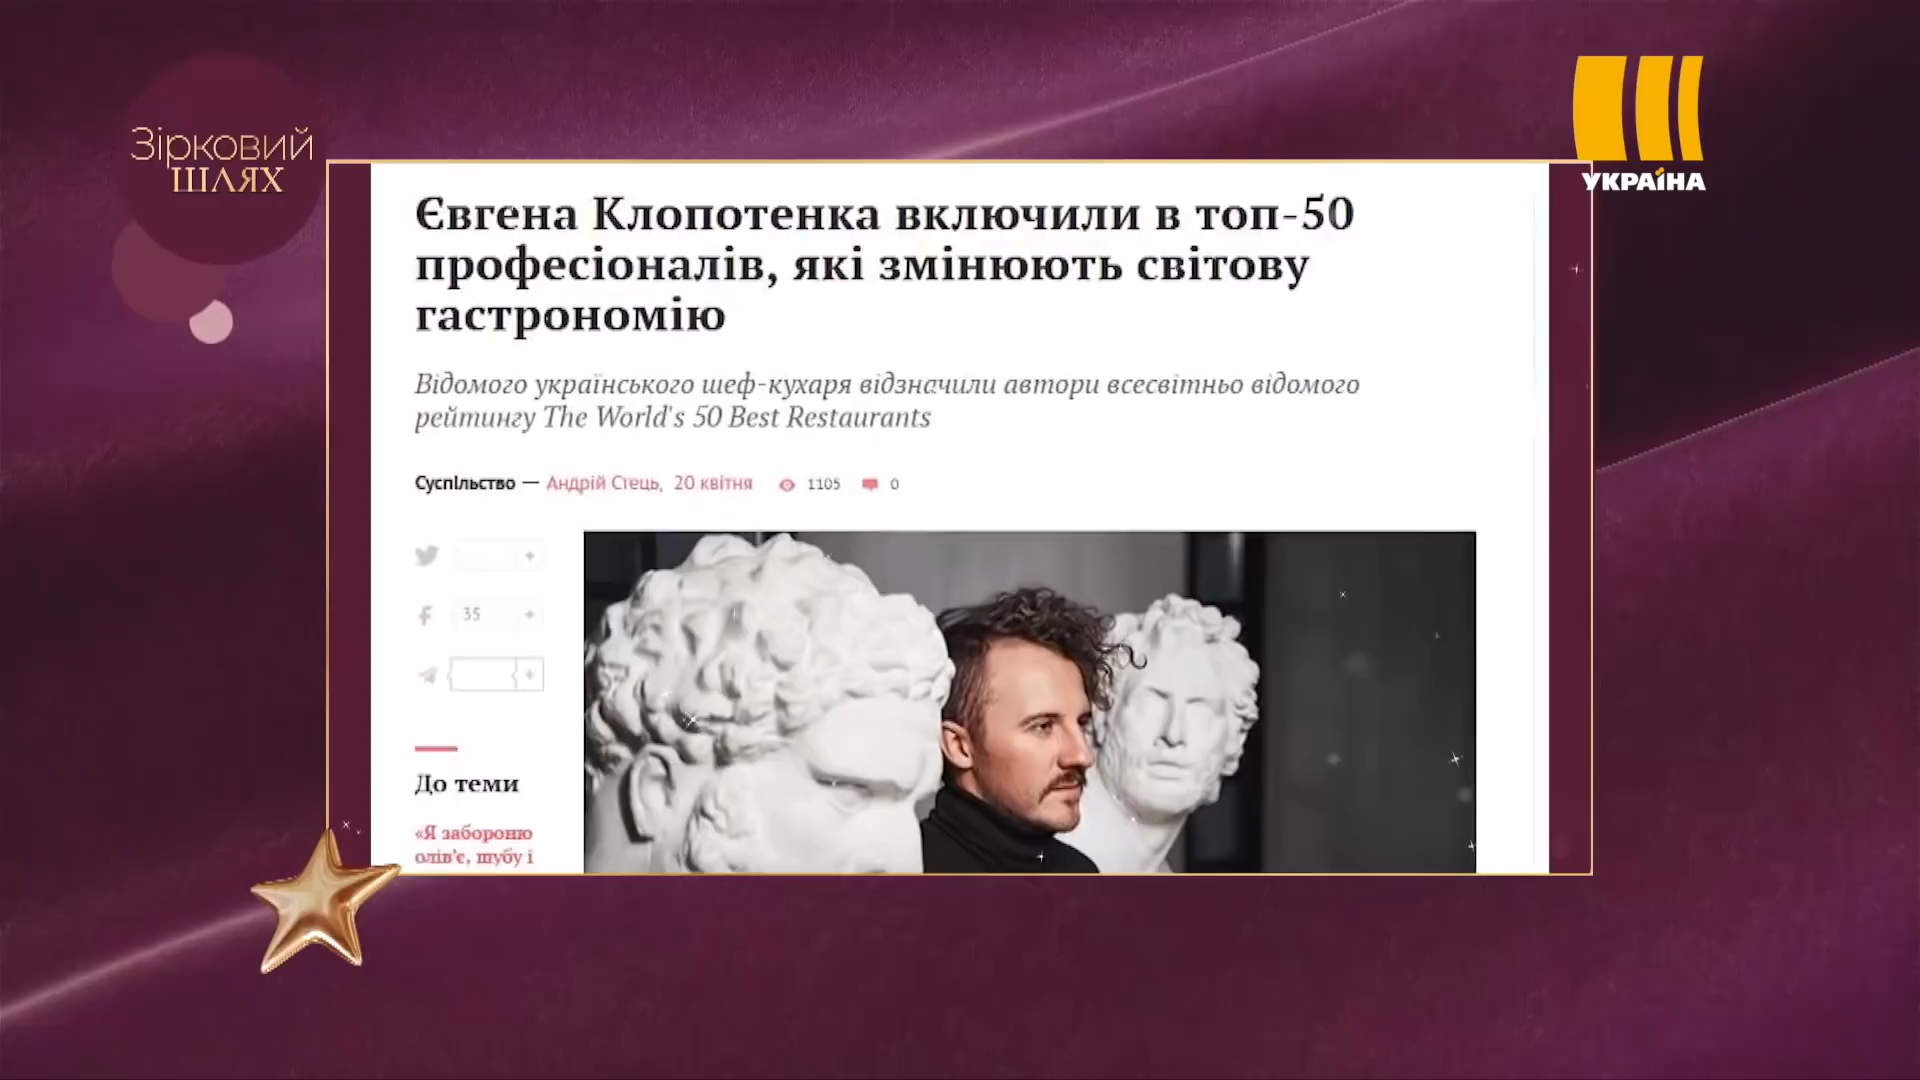 Зірковий
ШЛЯХ
УКРАЇНА
Євгена Клопотенка включили в топ-50
професіоналів, які змінюють світову
гастрономію
Відомого українського шеф-кухаря відзначили автори всесвітньо відомого
рейтингу The World's 50 Best Restaurants
Суспільство — Андрій Стець, 20 квітня 1105 0
+
35 +
+
До теми
«Я забороню
олів'є, шубу і